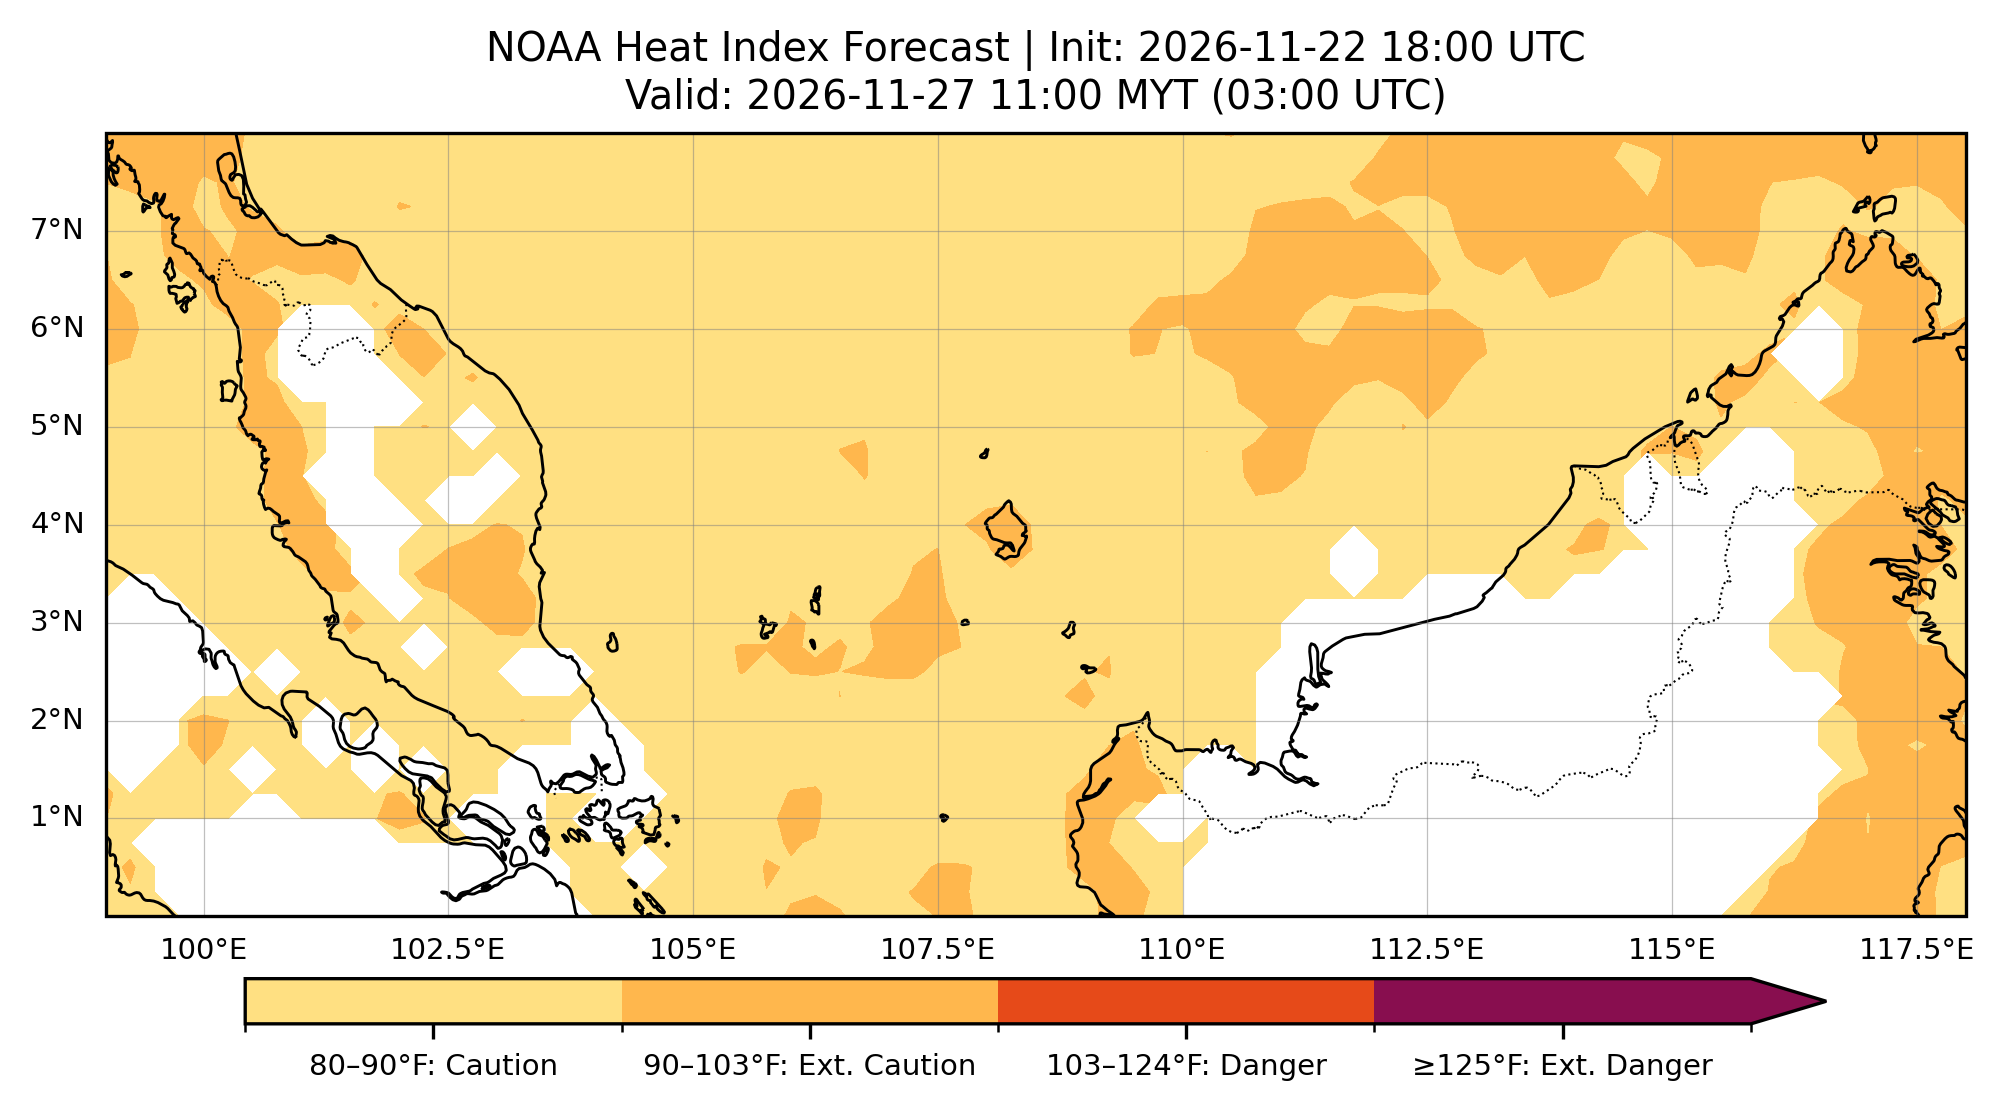 NOAA Heat Index Forecast | Init: 2026-11-22 18:00 UTC
Valid: 2026-11-27 11:00 MYT (03:00 UTC)
7°N
6°N
5°N
4°N
3°N
2°N
1°N
100°E
102.5°E
105°E
107.5°E
110°E
112.5°E
115°E
117.5°E
80–90°F: Caution
90–103°F: Ext. Caution
103–124°F: Danger
≥125°F: Ext. Danger